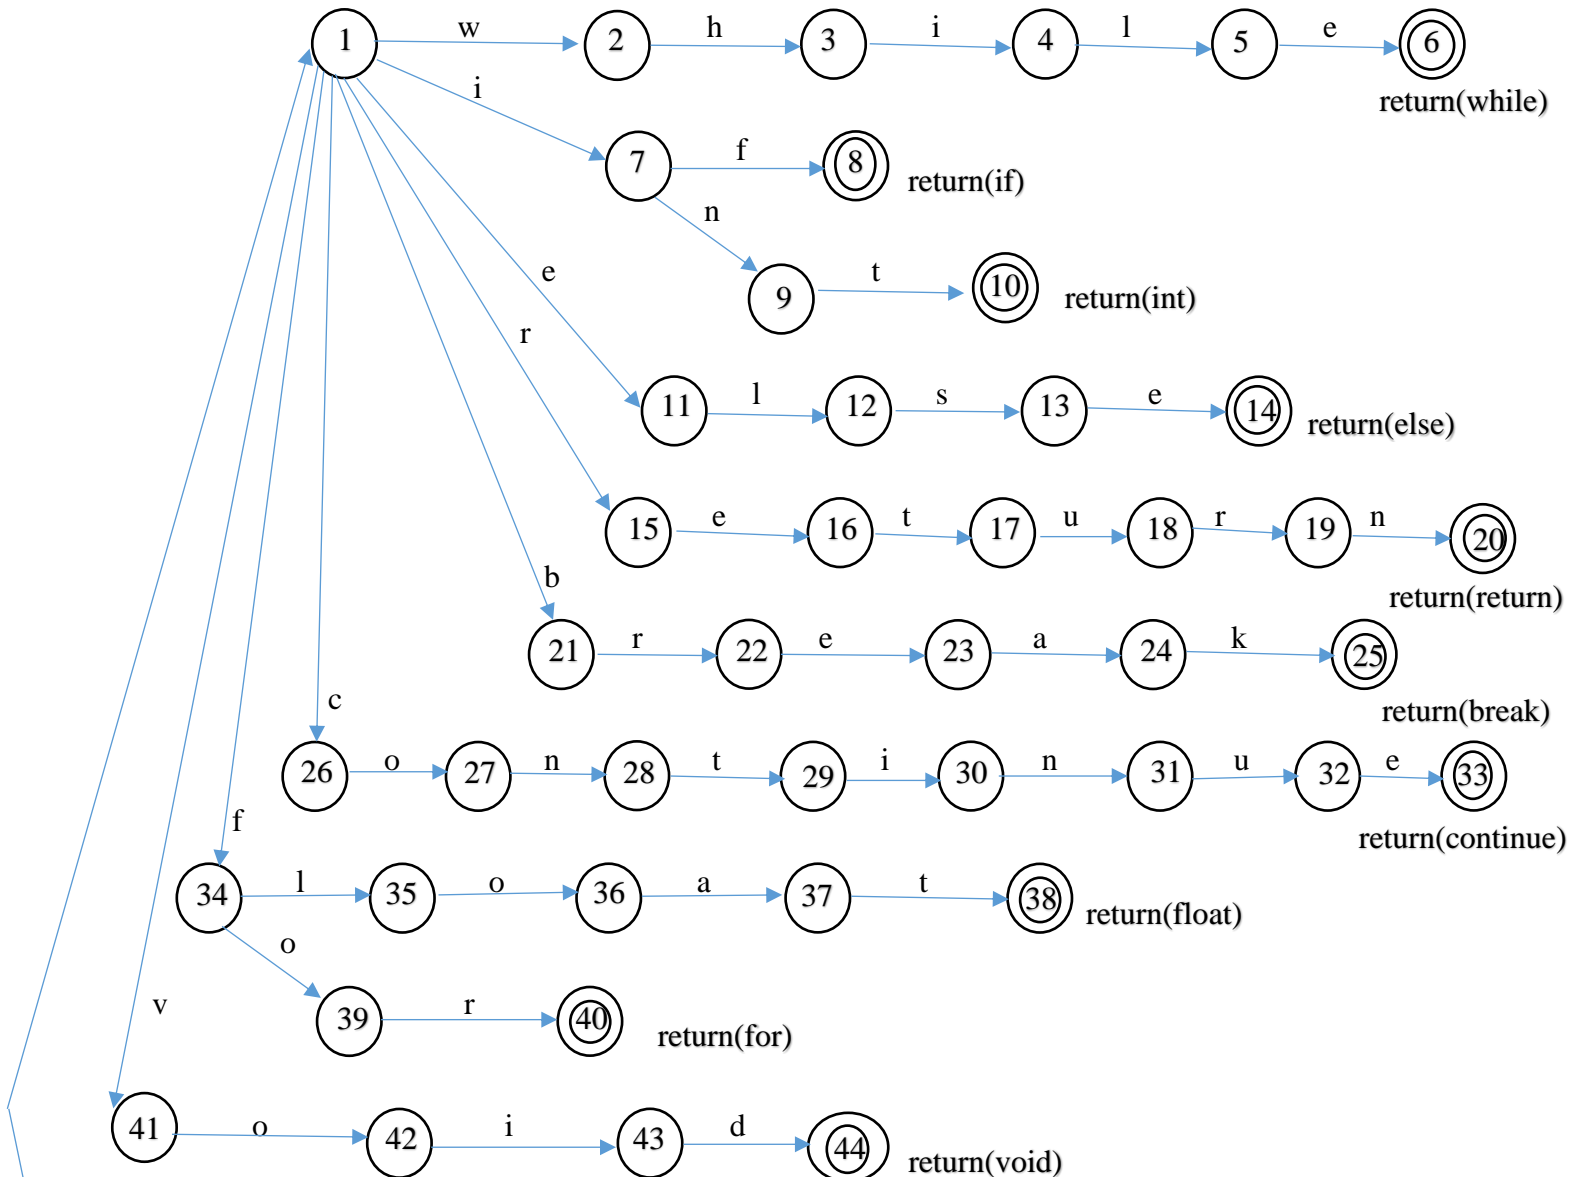 1 w 2 h 3 i 4 l 5 e 6
return(while)
i
7 f 8 return(if)
n
9 t 10 return(int)
e
r
11 l 12 s 13 e 14 return(else)
15 e 16 t 17 u 18 r 19 n 20
return(return)
b
21 r 22 e 23 a 24 k 25
return(break)
c
26 o 27 n 28 t 29 i 30 n 31 u 32 e 33
return(continue)
f
34 l 35 o 36 a 37 t 38 return(float)
o
v
39 r 40 return(for)
41 o 42 i 43 d 44 return(void)